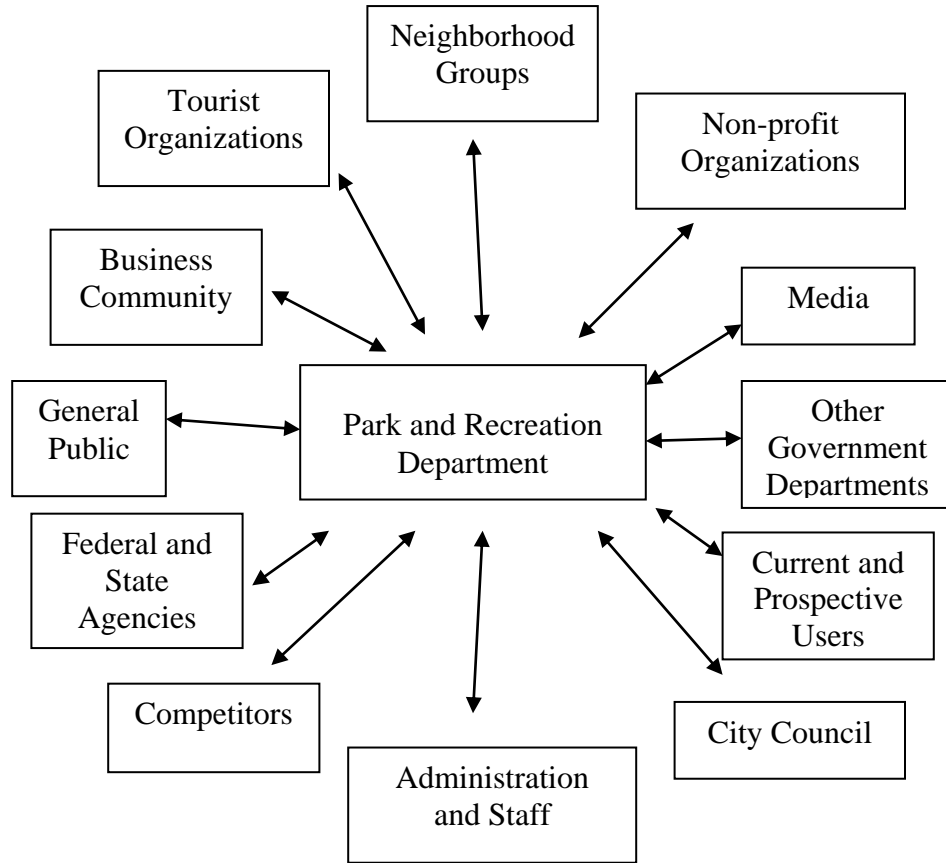 Neighborhood
Groups
Tourist
Organizations
Non-profit
Organizations
Business
Community
Media
General
Public
Park and Recreation
Department
Other
Government
Departments
Federal and
State
Agencies
Current and
Prospective
Users
Competitors
City Council
Administration
and Staff